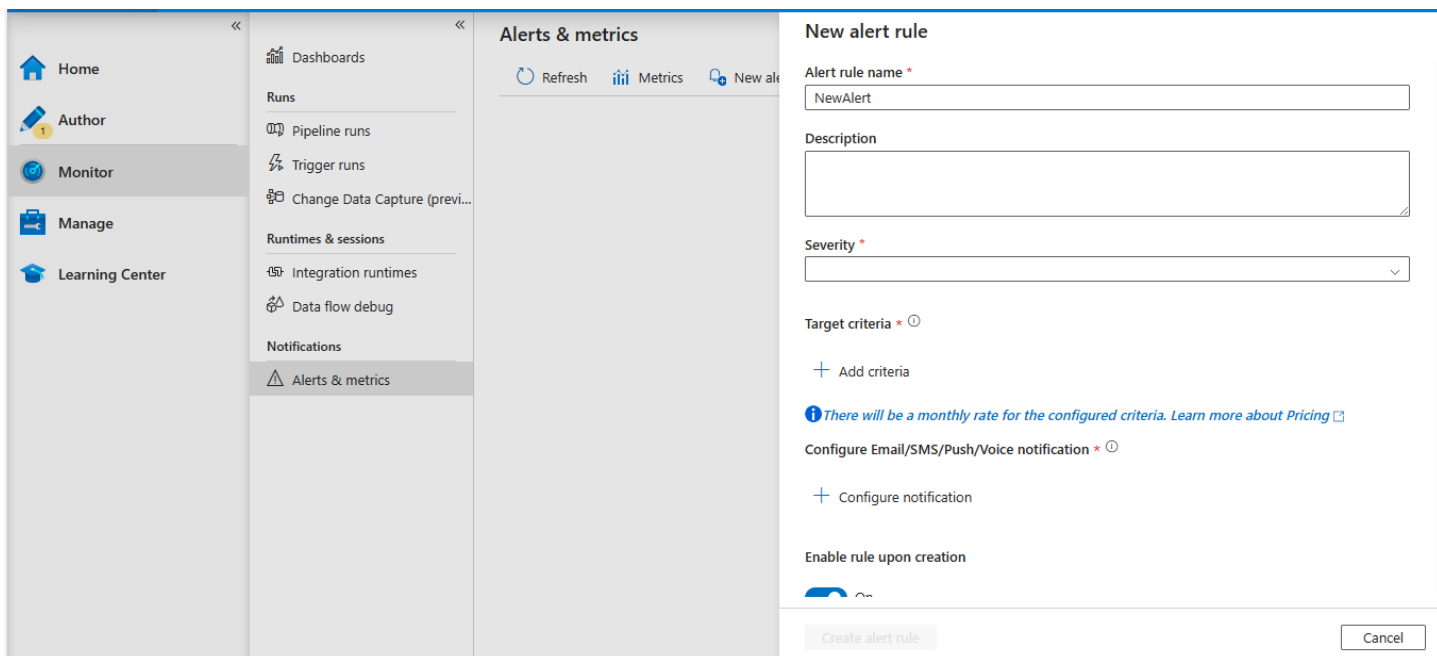 Home
Author
1
Monitor
Manage
Learning Center
Dashboards
Runs
Pipeline runs
Trigger runs
Change Data Capture (previ...
Runtimes & sessions
Integration runtimes
Data flow debug
Notifications
Alerts & metrics
Alerts & metrics
Refresh Metrics New ale
New alert rule
Alert rule name *
NewAlert
Description
Severity *
Target criteria *
Add criteria
There will be a monthly rate for the configured criteria. Learn more about Pricing
Configure Email/SMS/Push/Voice notification *
Configure notification
Enable rule upon creation
On
Create alert rule Cancel